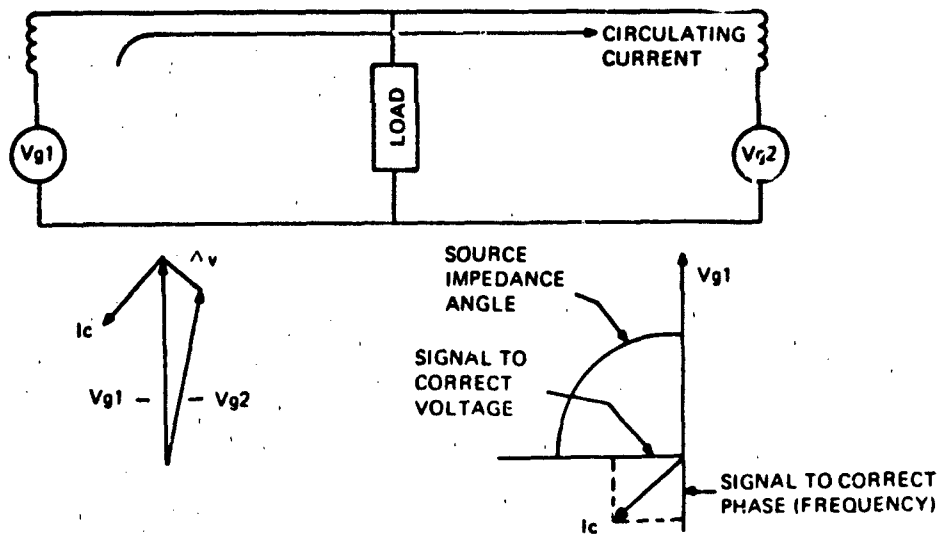 CIRCULATING
CURRENT
LOAD
Vg1
Vg2
Δv
Ic
Vg1
Vg2
SOURCE
IMPEDANCE
ANGLE
Vg1
SIGNAL TO
CORRECT
VOLTAGE
SIGNAL TO CORRECT
PHASE (FREQUENCY)
Ic